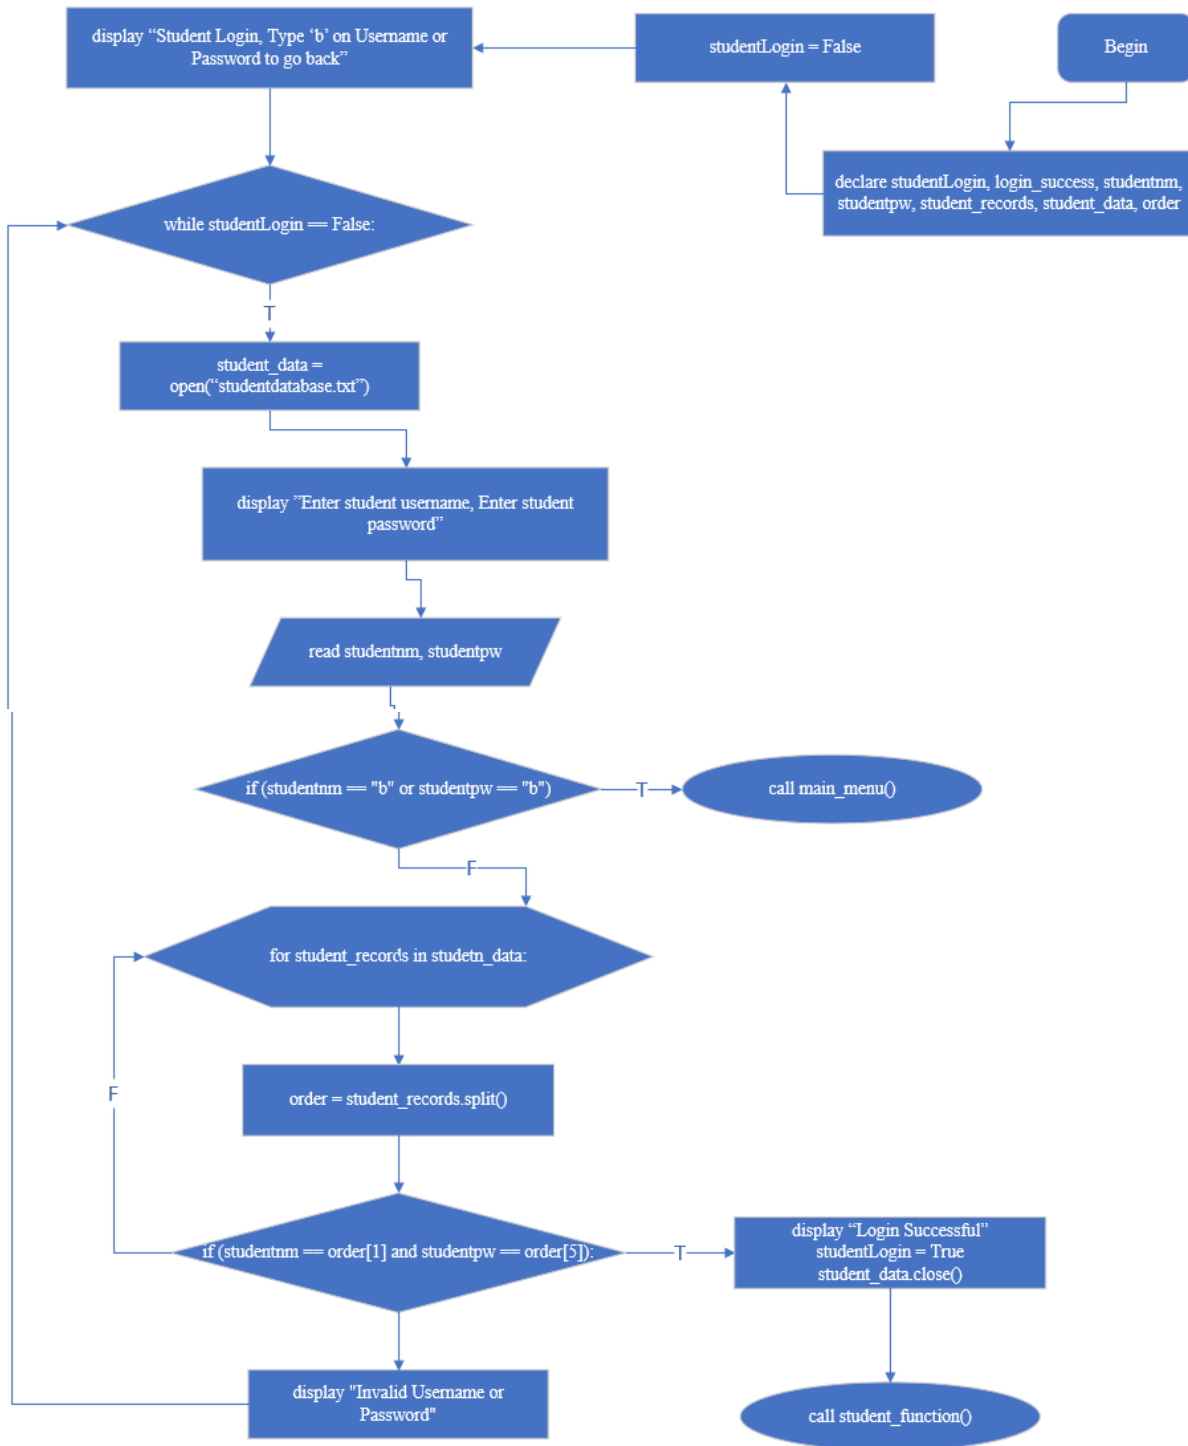 Begin
declare studentLogin, login_success, studentnm,
studentpw, student_records, student_data, order
studentLogin = False
display “Student Login, Type ‘b’ on Username or
Password to go back”
while studentLogin == False:
T
student_data =
open(“studentdatabase.txt”)
display ”Enter student username, Enter student
password”
read studentnm, studentpw
if (studentnm == "b" or studentpw == "b")
T
call main_menu()
F
for student_records in studetn_data:
order = student_records.split()
F
if (studentnm == order[1] and studentpw == order[5]):
T
display “Login Successful”
studentLogin = True
student_data.close()
display "Invalid Username or
Password"
call student_function()